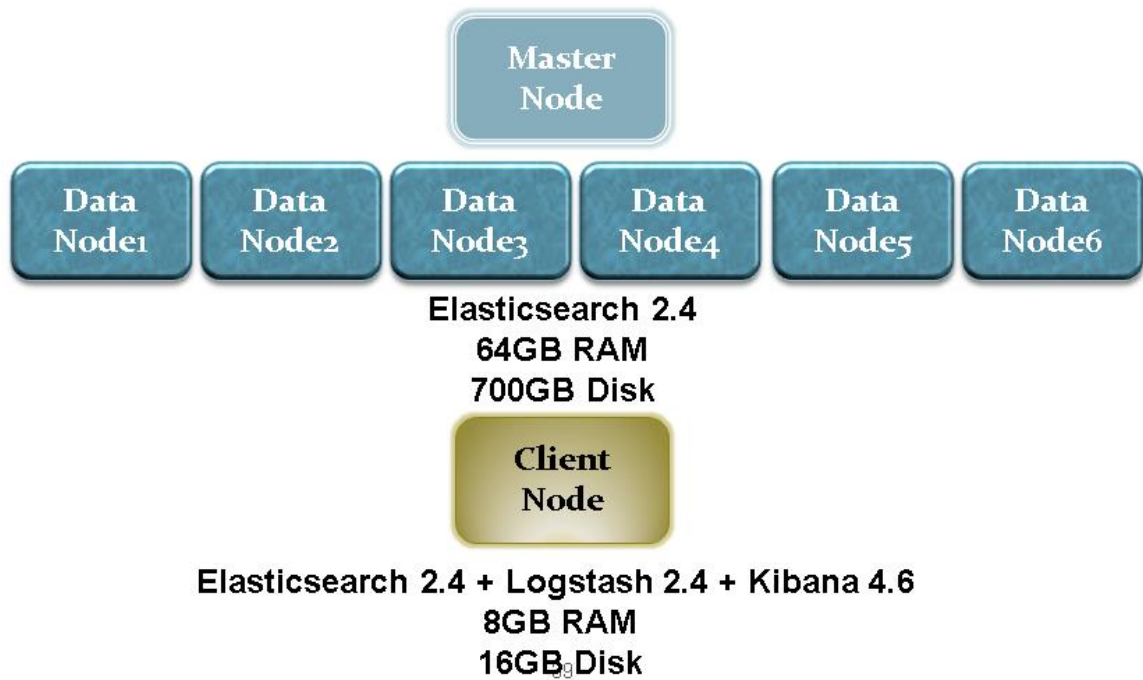 Master
Node
Data
Node1
Data
Node2
Data
Node3
Data
Node4
Data
Node5
Data
Node6
Elasticsearch 2.4
64GB RAM
700GB Disk
Client
Node
Elasticsearch 2.4 + Logstash 2.4 + Kibana 4.6
8GB RAM
16GB Disk
39